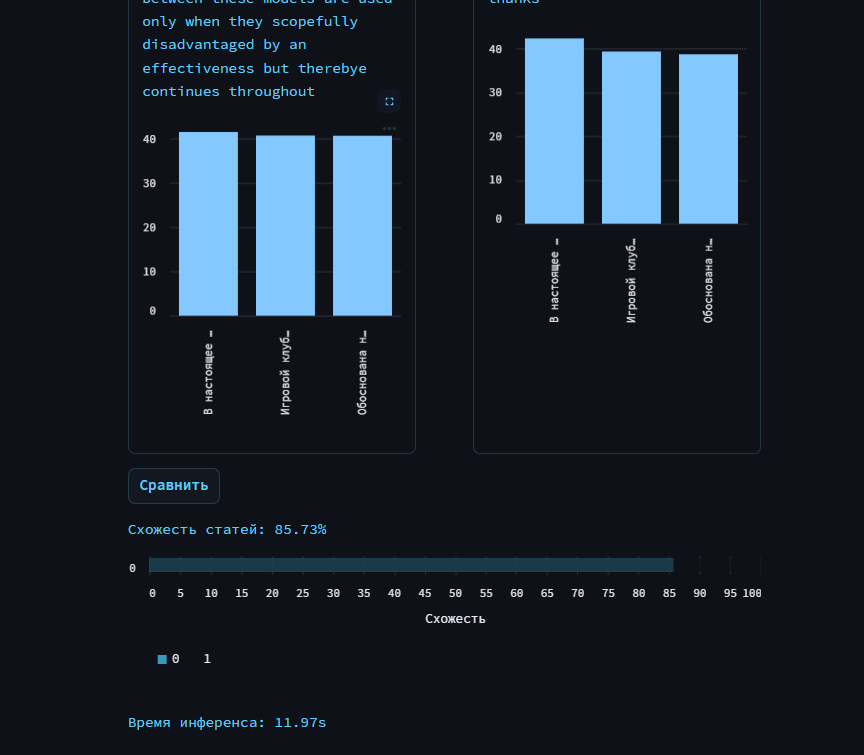 between these models are used
only when they scopefully
disadvantaged by an
effectiveness but therebye
continues throughout
40
30
20
10
0
В настоящее …
Игровой клуб…
Обоснована н…
thanks
40
30
20
10
0
В настоящее …
Игровой клуб…
Обоснована н…
Сравнить
Схожесть статей: 85.73%
0
0 5 10 15 20 25 30 35 40 45 50 55 60 65 70 75 80 85 90 95 100
Схожесть
0 1
Время инференса: 11.97s